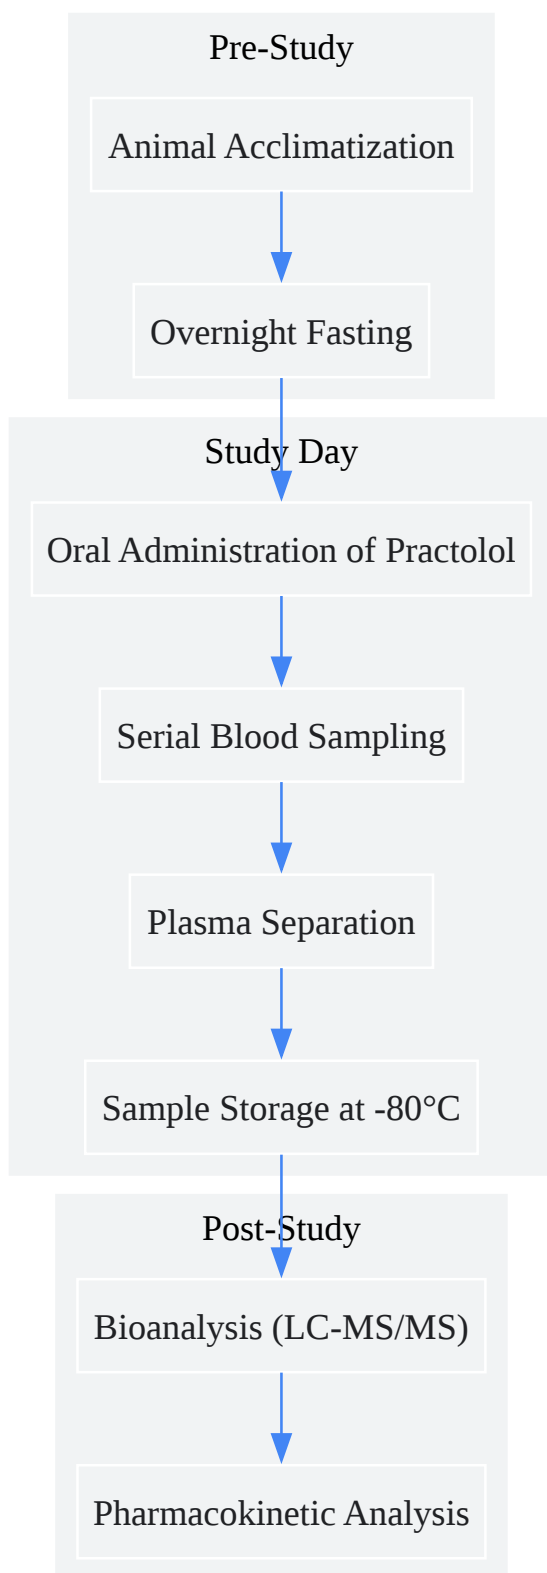 Pre-Study
Animal Acclimatization
Overnight Fasting
Study Day
Oral Administration of Practolol
Serial Blood Sampling
Plasma Separation
Sample Storage at -80°C
Post-Study
Bioanalysis (LC-MS/MS)
Pharmacokinetic Analysis